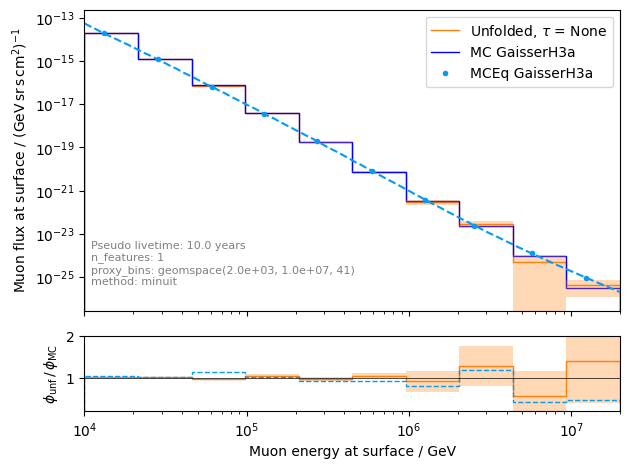 Unfolded, τ = None
MC GaisserH3a
MCEq GaisserH3a
Muon flux at surface / (GeV sr s cm²)⁻¹
10⁻¹³
10⁻¹⁵
10⁻¹⁷
10⁻¹⁹
10⁻²¹
10⁻²³
10⁻²⁵
Pseudo livetime: 10.0 years
n_features: 1
proxy_bins: geomspace(2.0e+03, 1.0e+07, 41)
method: minuit
ϕunf / ϕMC
2
1
10⁴
10⁵
10⁶
10⁷
Muon energy at surface / GeV